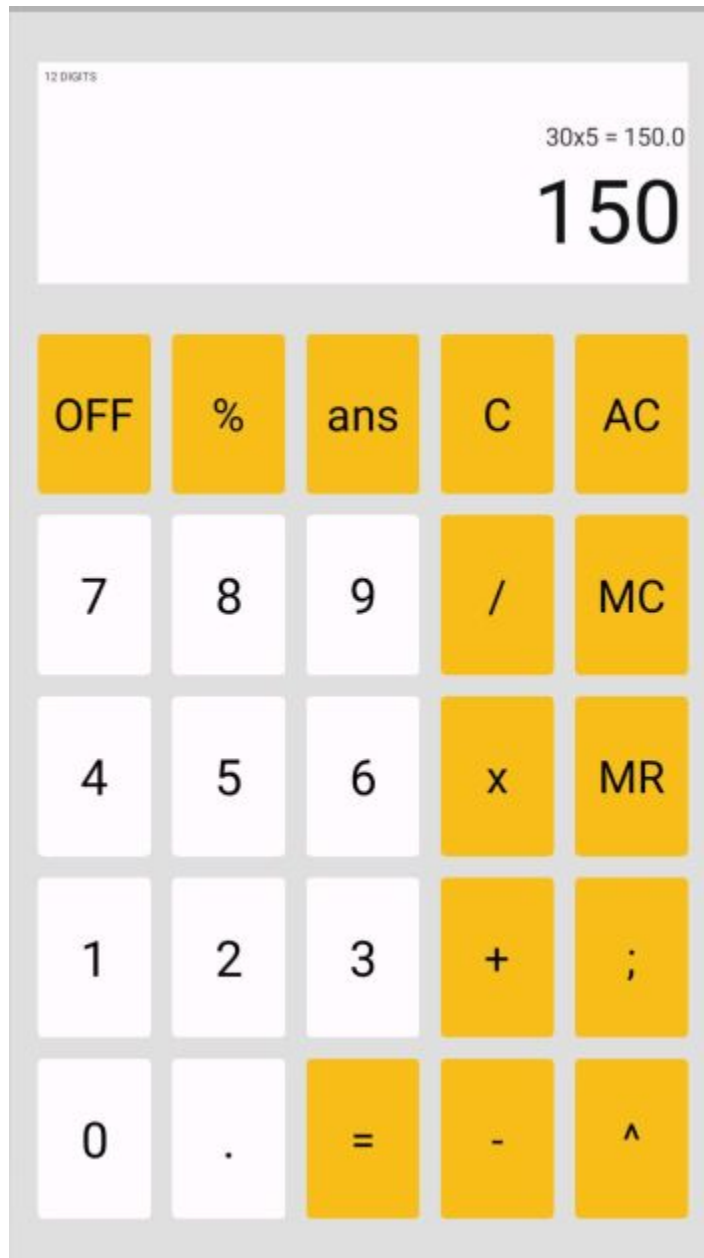 12 DIGITS
30x5 = 150.0
150
OFF % ans C AC
7 8 9 / MC
4 5 6 x MR
1 2 3 + ;
0 . = - ^